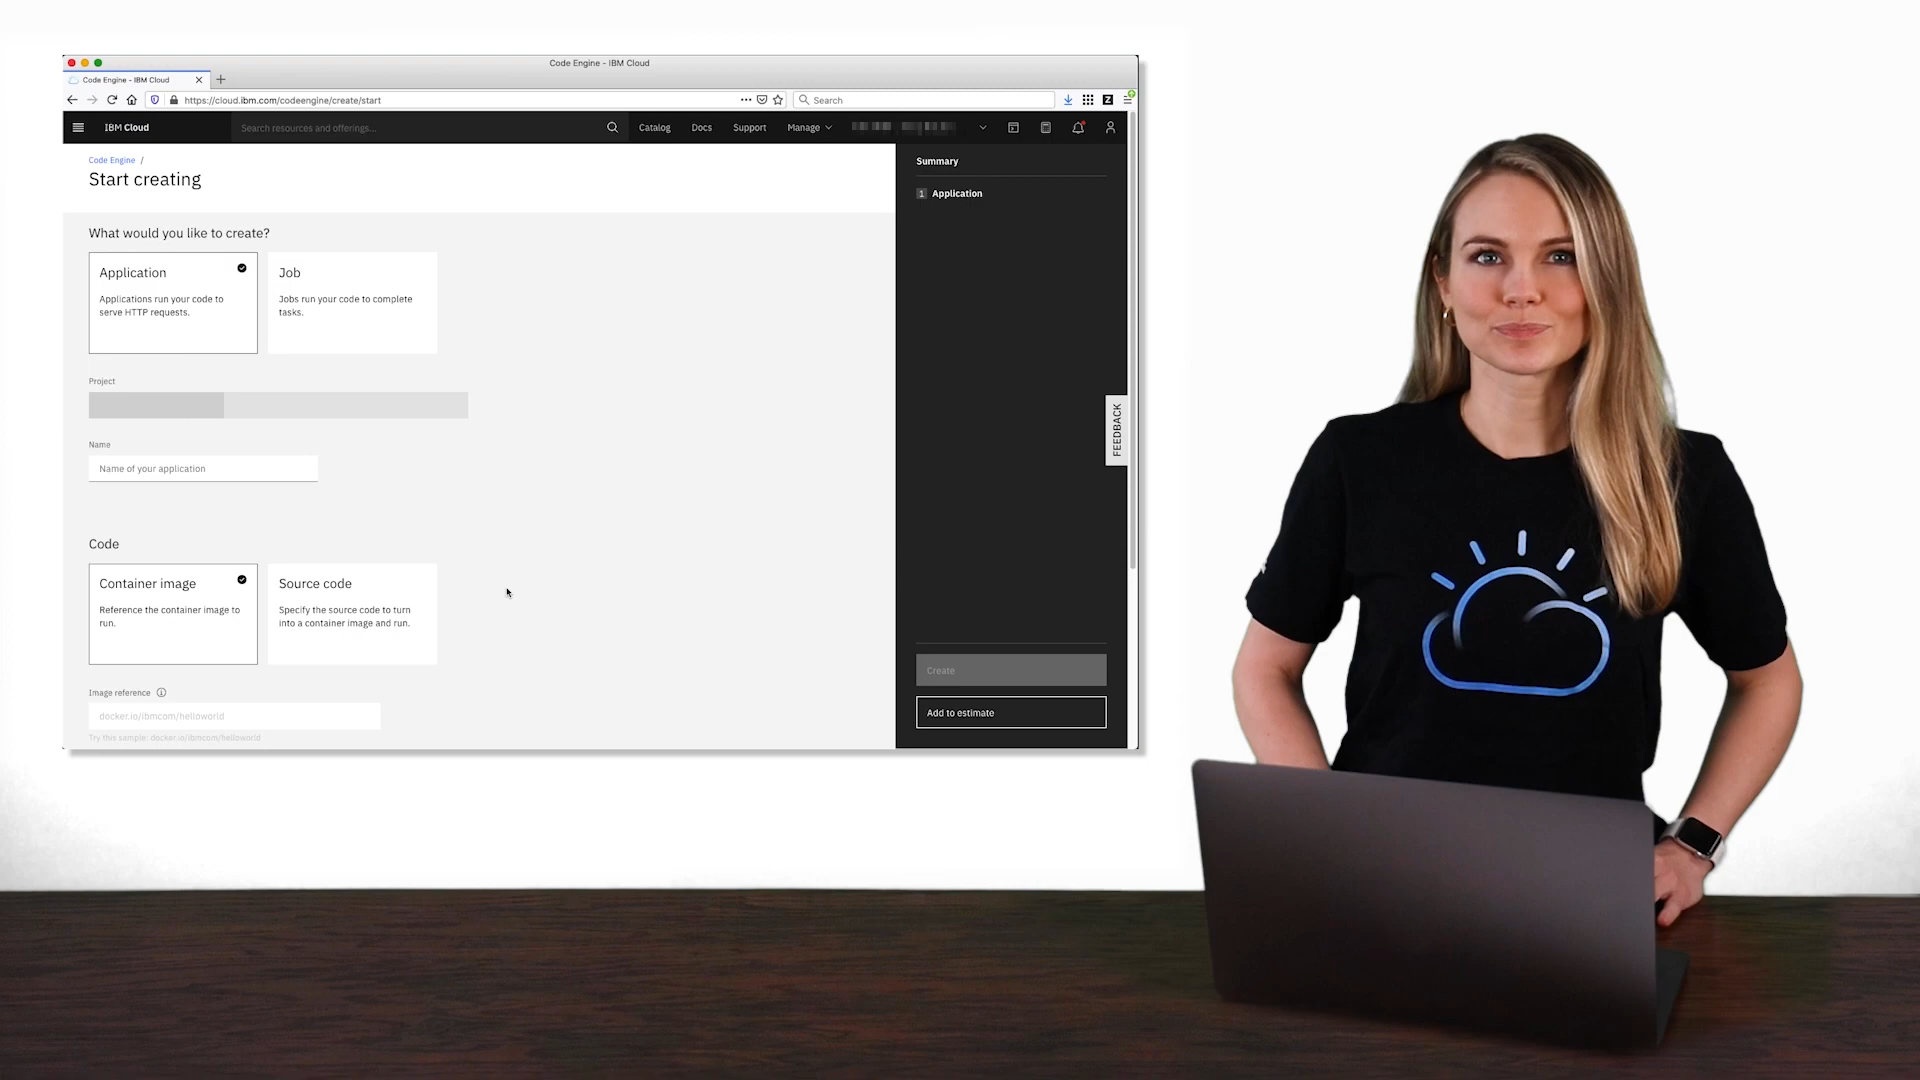 Code Engine - IBM Cloud
Code Engine - IBM Cloud
https://cloud.ibm.com/codeengine/create/start
Search
IBM Cloud
Search resources and offerings...
Catalog
Docs
Support
Manage
Code Engine /
Start creating
What would you like to create?
Application
Applications run your code to
serve HTTP requests.
Job
Jobs run your code to complete
tasks.
Project
Name
Name of your application
Code
Container image
Reference the container image to
run.
Source code
Specify the source code to turn
into a container image and run.
Image reference
docker.io/ibmcom/helloworld
Try this sample: docker.io/ibmcom/helloworld
Summary
1 Application
FEEDBACK
Create
Add to estimate